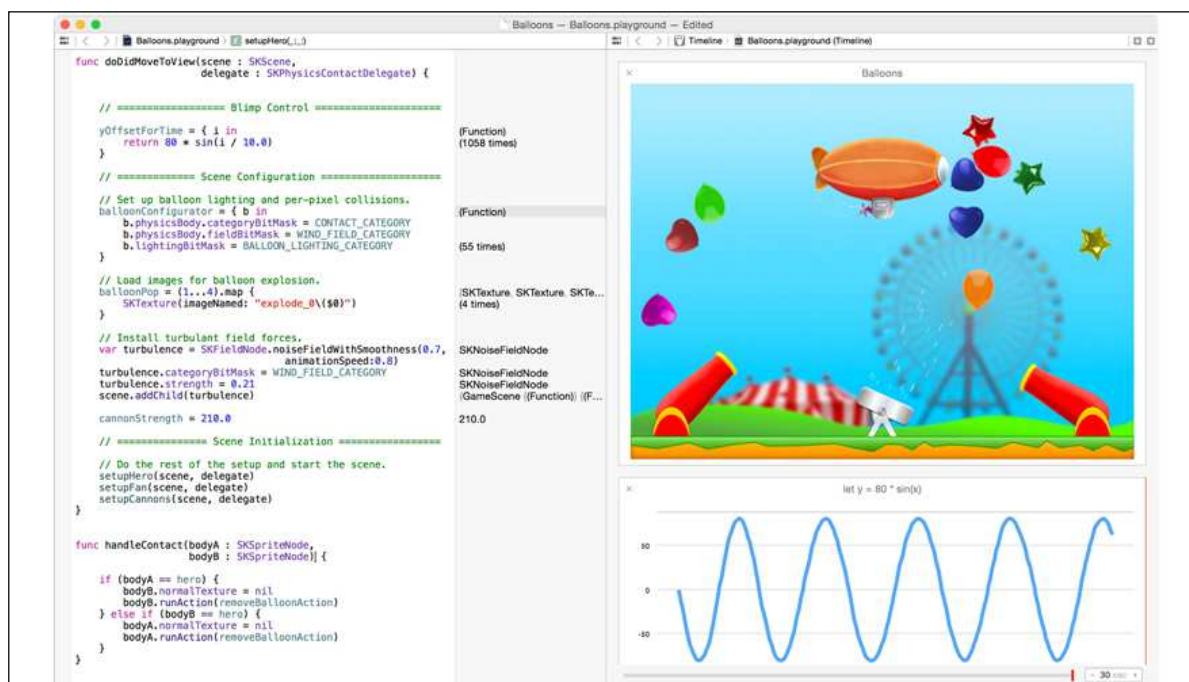 Balloons — Balloons.playground — Edited
Balloons.playground
setupHero(_:_:)
Timeline
Balloons.playground (Timeline)
func doDidMoveToView(scene : SKScene,
delegate : SKPhysicsContactDelegate) {
// ================== Blimp Control =====================
yOffsetForTime = { i in
return 80 * sin(i / 10.0)
}
// ============= Scene Configuration ====================
// Set up balloon lighting and per-pixel collisions.
balloonConfigurator = { b in
b.physicsBody.categoryBitMask = CONTACT_CATEGORY
b.physicsBody.fieldBitMask = WIND_FIELD_CATEGORY
b.lightingBitMask = BALLOON_LIGHTING_CATEGORY
}
// Load images for balloon explosion.
balloonPop = (1...4).map {
SKTexture(imageNamed: "explode_0\($0)")
}
// Install turbulant field forces.
var turbulence = SKFieldNode.noiseFieldWithSmoothness(0.7,
animationSpeed:0.8)
turbulence.categoryBitMask = WIND_FIELD_CATEGORY
turbulence.strength = 0.21
scene.addChild(turbulence)
cannonStrength = 210.0
// =============== Scene Initialization =================
// Do the rest of the setup and start the scene.
setupHero(scene, delegate)
setupFan(scene, delegate)
setupCannons(scene, delegate)
}
func handleContact(bodyA : SKSpriteNode,
bodyB : SKSpriteNode) {
if (bodyA == hero) {
bodyB.normalTexture = nil
bodyB.runAction(removeBalloonAction)
} else if (bodyB == hero) {
bodyA.normalTexture = nil
bodyA.runAction(removeBalloonAction)
}
}
(Function)
(1058 times)
(Function)
(55 times)
[SKTexture, SKTexture, SKTe...
(4 times)
SKNoiseFieldNode
SKNoiseFieldNode
SKNoiseFieldNode
{GameScene {(Function)} {(F...
210.0
Balloons
let y = 80 * sin(x)
50
0
-50
- 30 sec +